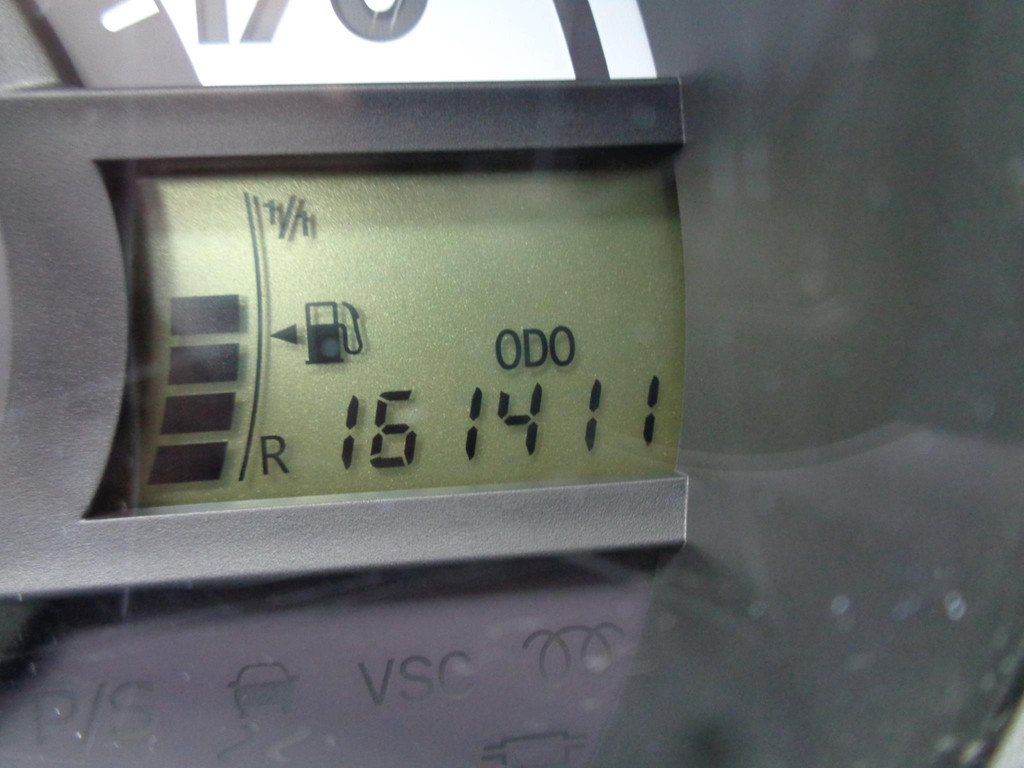 ODO
R 161411
VSC
P/S